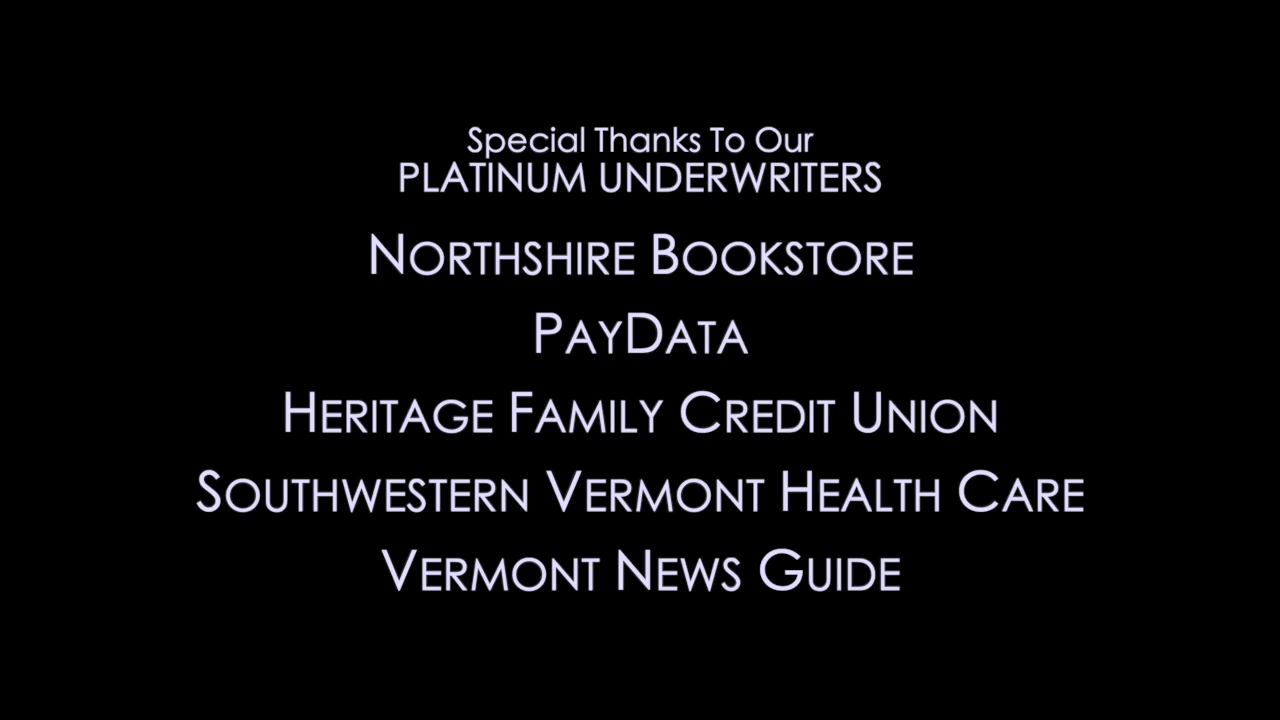 Special Thanks To Our
PLATINUM UNDERWRITERS
NORTHSHIRE BOOKSTORE
PAYDATA
HERITAGE FAMILY CREDIT UNION
SOUTHWESTERN VERMONT HEALTH CARE
VERMONT NEWS GUIDE